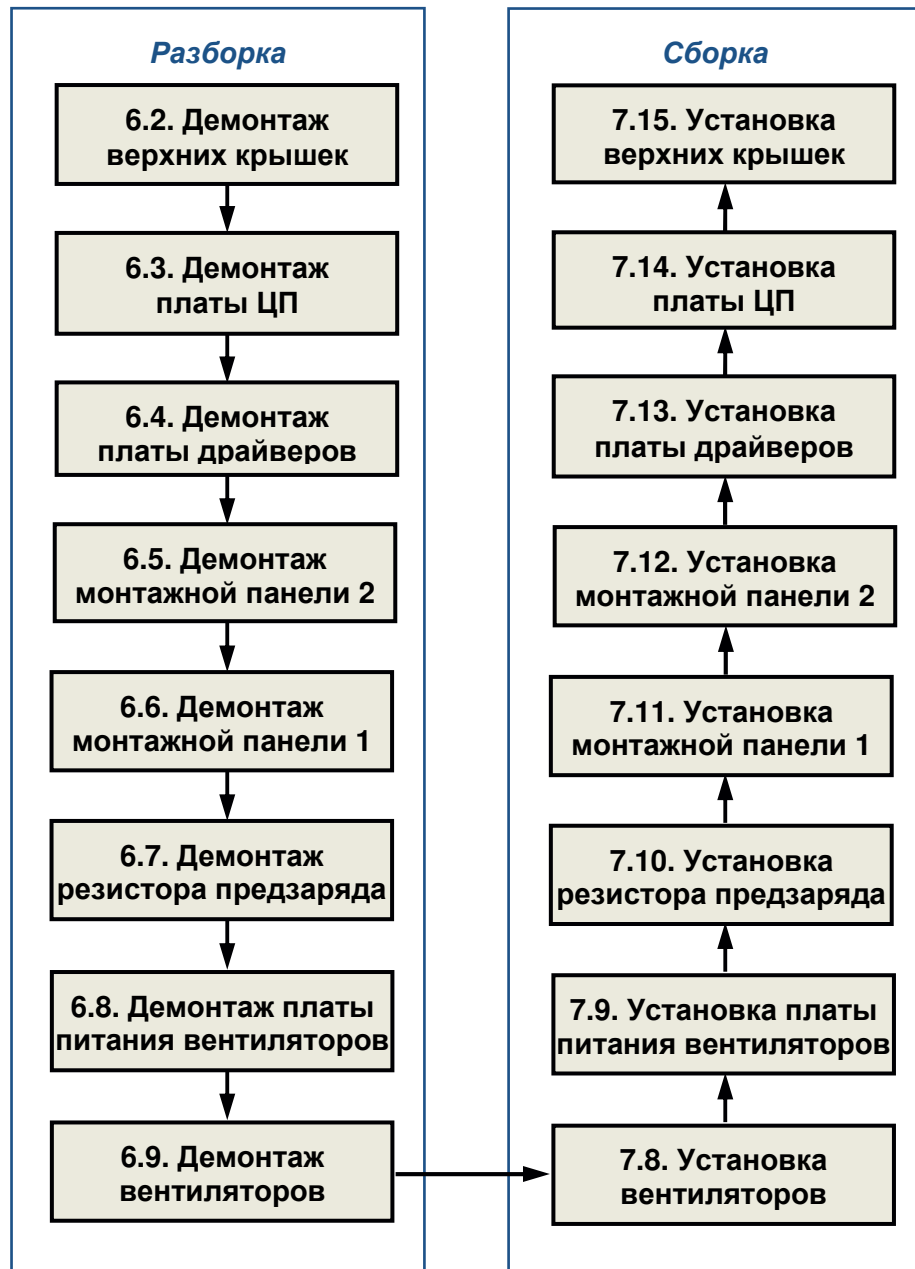 Разборка
6.2. Демонтаж
верхних крышек
6.3. Демонтаж
платы ЦП
6.4. Демонтаж
платы драйверов
6.5. Демонтаж
монтажной панели 2
6.6. Демонтаж
монтажной панели 1
6.7. Демонтаж
резистора предзаряда
6.8. Демонтаж платы
питания вентиляторов
6.9. Демонтаж
вентиляторов
Сборка
7.15. Установка
верхних крышек
7.14. Установка
платы ЦП
7.13. Установка
платы драйверов
7.12. Установка
монтажной панели 2
7.11. Установка
монтажной панели 1
7.10. Установка
резистора предзаряда
7.9. Установка платы
питания вентиляторов
7.8. Установка
вентиляторов